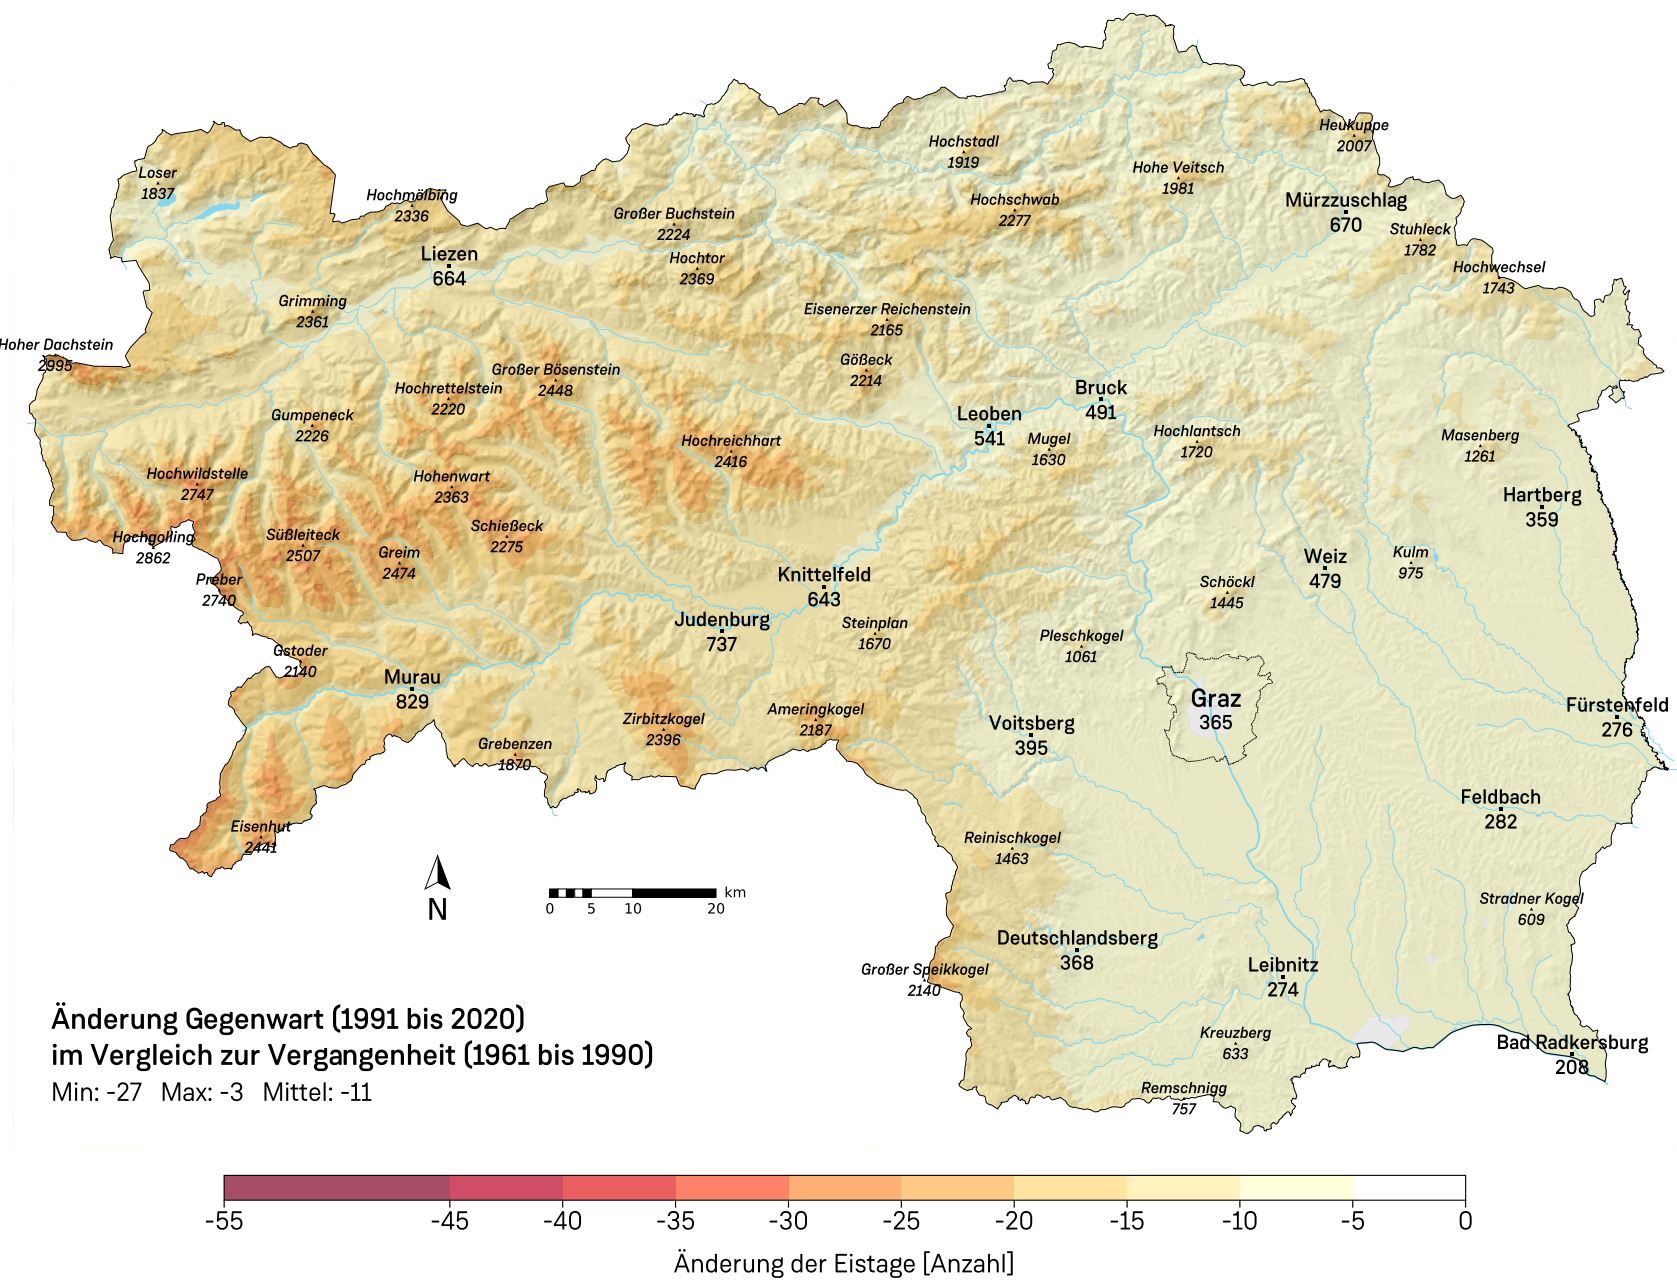 Heukuppe
2007
Hochstadl
1919
Hohe Veitsch
1981
Loser
1837
Hochmölbing
2336
Hochschwab
2277
Mürzzuschlag
670
Großer Buchstein
2224
Stuhleck
1782
Liezen
664
Hochtor
2369
Hochwechsel
1743
Grimming
2361
Eisenerzer Reichenstein
2165
Hoher Dachstein
2995
Gößeck
2214
Großer Bösenstein
2448
Hochrettelstein
2220
Bruck
491
Gumpeneck
2226
Leoben
541
Hochlantsch
1720
Mugel
1630
Masenberg
1261
Hochreichhart
2416
Hochwildstelle
2747
Hohenwart
2363
Hartberg
359
Schießeck
2275
Hochgolling
2862
Süßleiteck
2507
Greim
2474
Weiz
479
Kulm
975
Preber
2740
Knittelfeld
643
Schöckl
1445
Judenburg
737
Steinplan
1670
Pleschkogel
1061
Gstoder
2140
Murau
829
Graz
365
Fürstenfeld
276
Zirbitzkogel
2396
Ameringkogel
2187
Voitsberg
395
Grebenzen
1870
Feldbach
282
Eisenhut
2441
Reinischkogel
1463
N
km
0 5 10 20
Stradner Kogel
609
Deutschlandsberg
368
Großer Speikkogel
2140
Leibnitz
274
Kreuzberg
633
Bad Radkersburg
208
Remschnigg
757
Änderung Gegenwart (1991 bis 2020)
im Vergleich zur Vergangenheit (1961 bis 1990)
Min: -27 Max: -3 Mittel: -11
-55 -45 -40 -35 -30 -25 -20 -15 -10 -5 0
Änderung der Eistage [Anzahl]